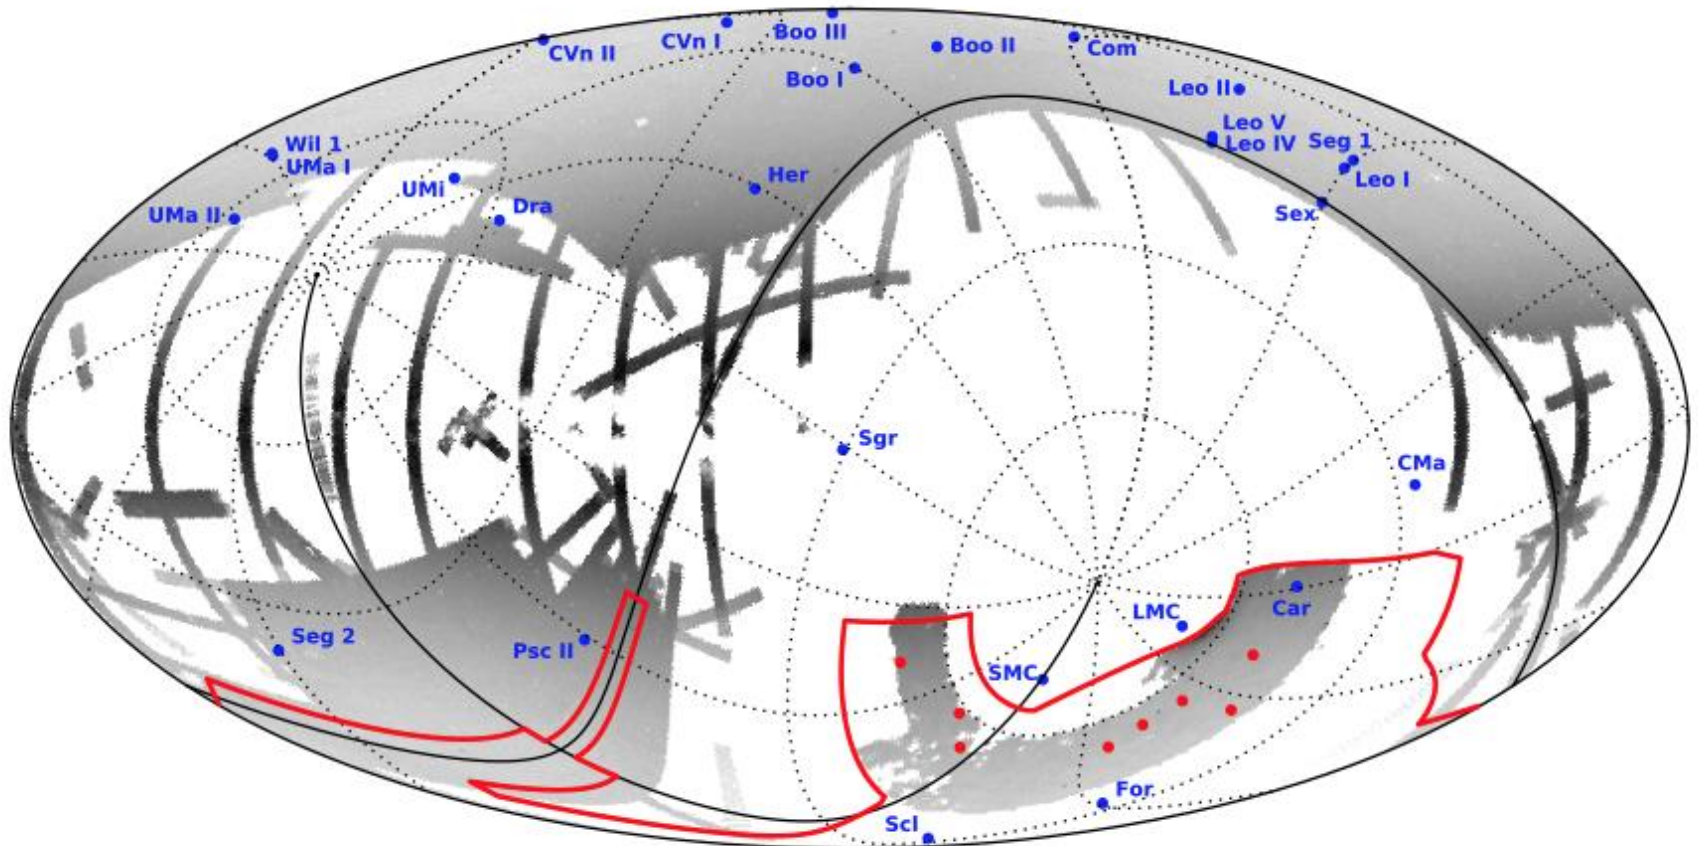 CVn II
CVn I
Boo III
Boo II
Com
Boo I
Leo II
Leo V
Leo IV
Seg 1
Leo I
Wil 1
UMa I
UMi
Her
UMa II
Dra
Sex
Sgr
CMa
Seg 2
Psc II
LMC
Car
SMC
For
Scl